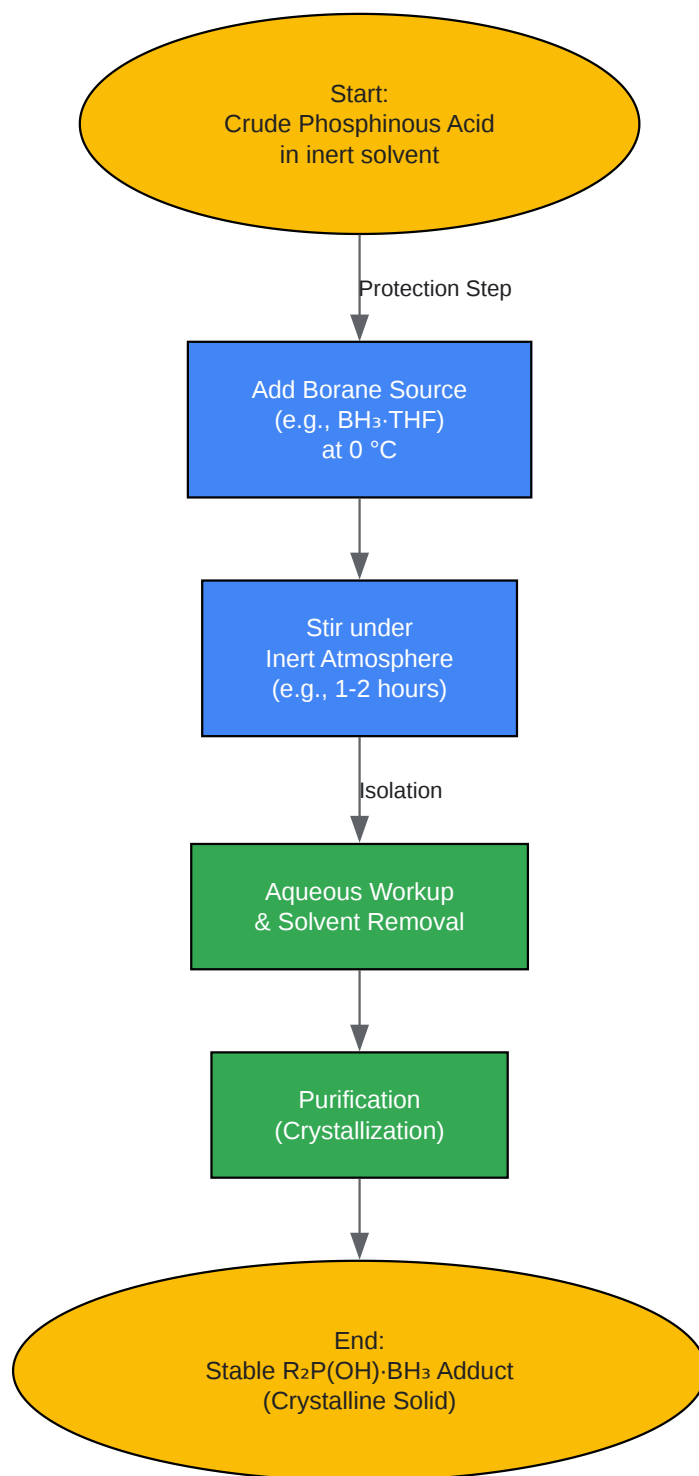 Start:
Crude Phosphinous Acid
in inert solvent
Protection Step
Add Borane Source
(e.g., BH₃·THF)
at 0 °C
Stir under
Inert Atmosphere
(e.g., 1-2 hours)
Isolation
Aqueous Workup
& Solvent Removal
Purification
(Crystallization)
End:
Stable R₂P(OH)·BH₃ Adduct
(Crystalline Solid)